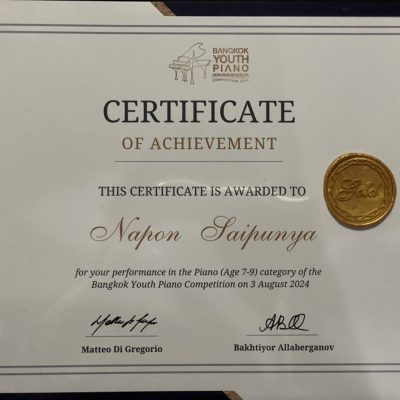 BANGKOK
YOUTH
PIANO
COMPETITION 2024
CERTIFICATE
OF ACHIEVEMENT
THIS CERTIFICATE IS AWARDED TO
Napon Saipunya
for your performance in the Piano (Age 7-9) category of the
Bangkok Youth Piano Competition on 3 August 2024
Matteo Di Gregorio
Bakhtiyor Allaberganov